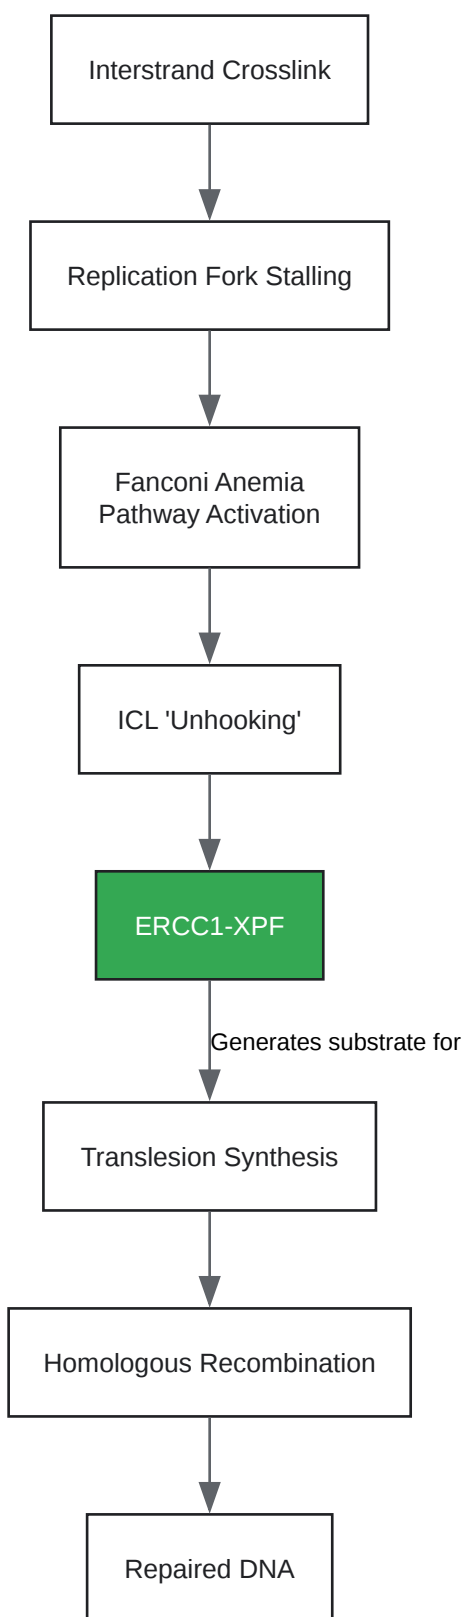 Interstrand Crosslink
Replication Fork Stalling
Fanconi Anemia
Pathway Activation
ICL 'Unhooking'
ERCC1-XPF
Generates substrate for
Translesion Synthesis
Homologous Recombination
Repaired DNA